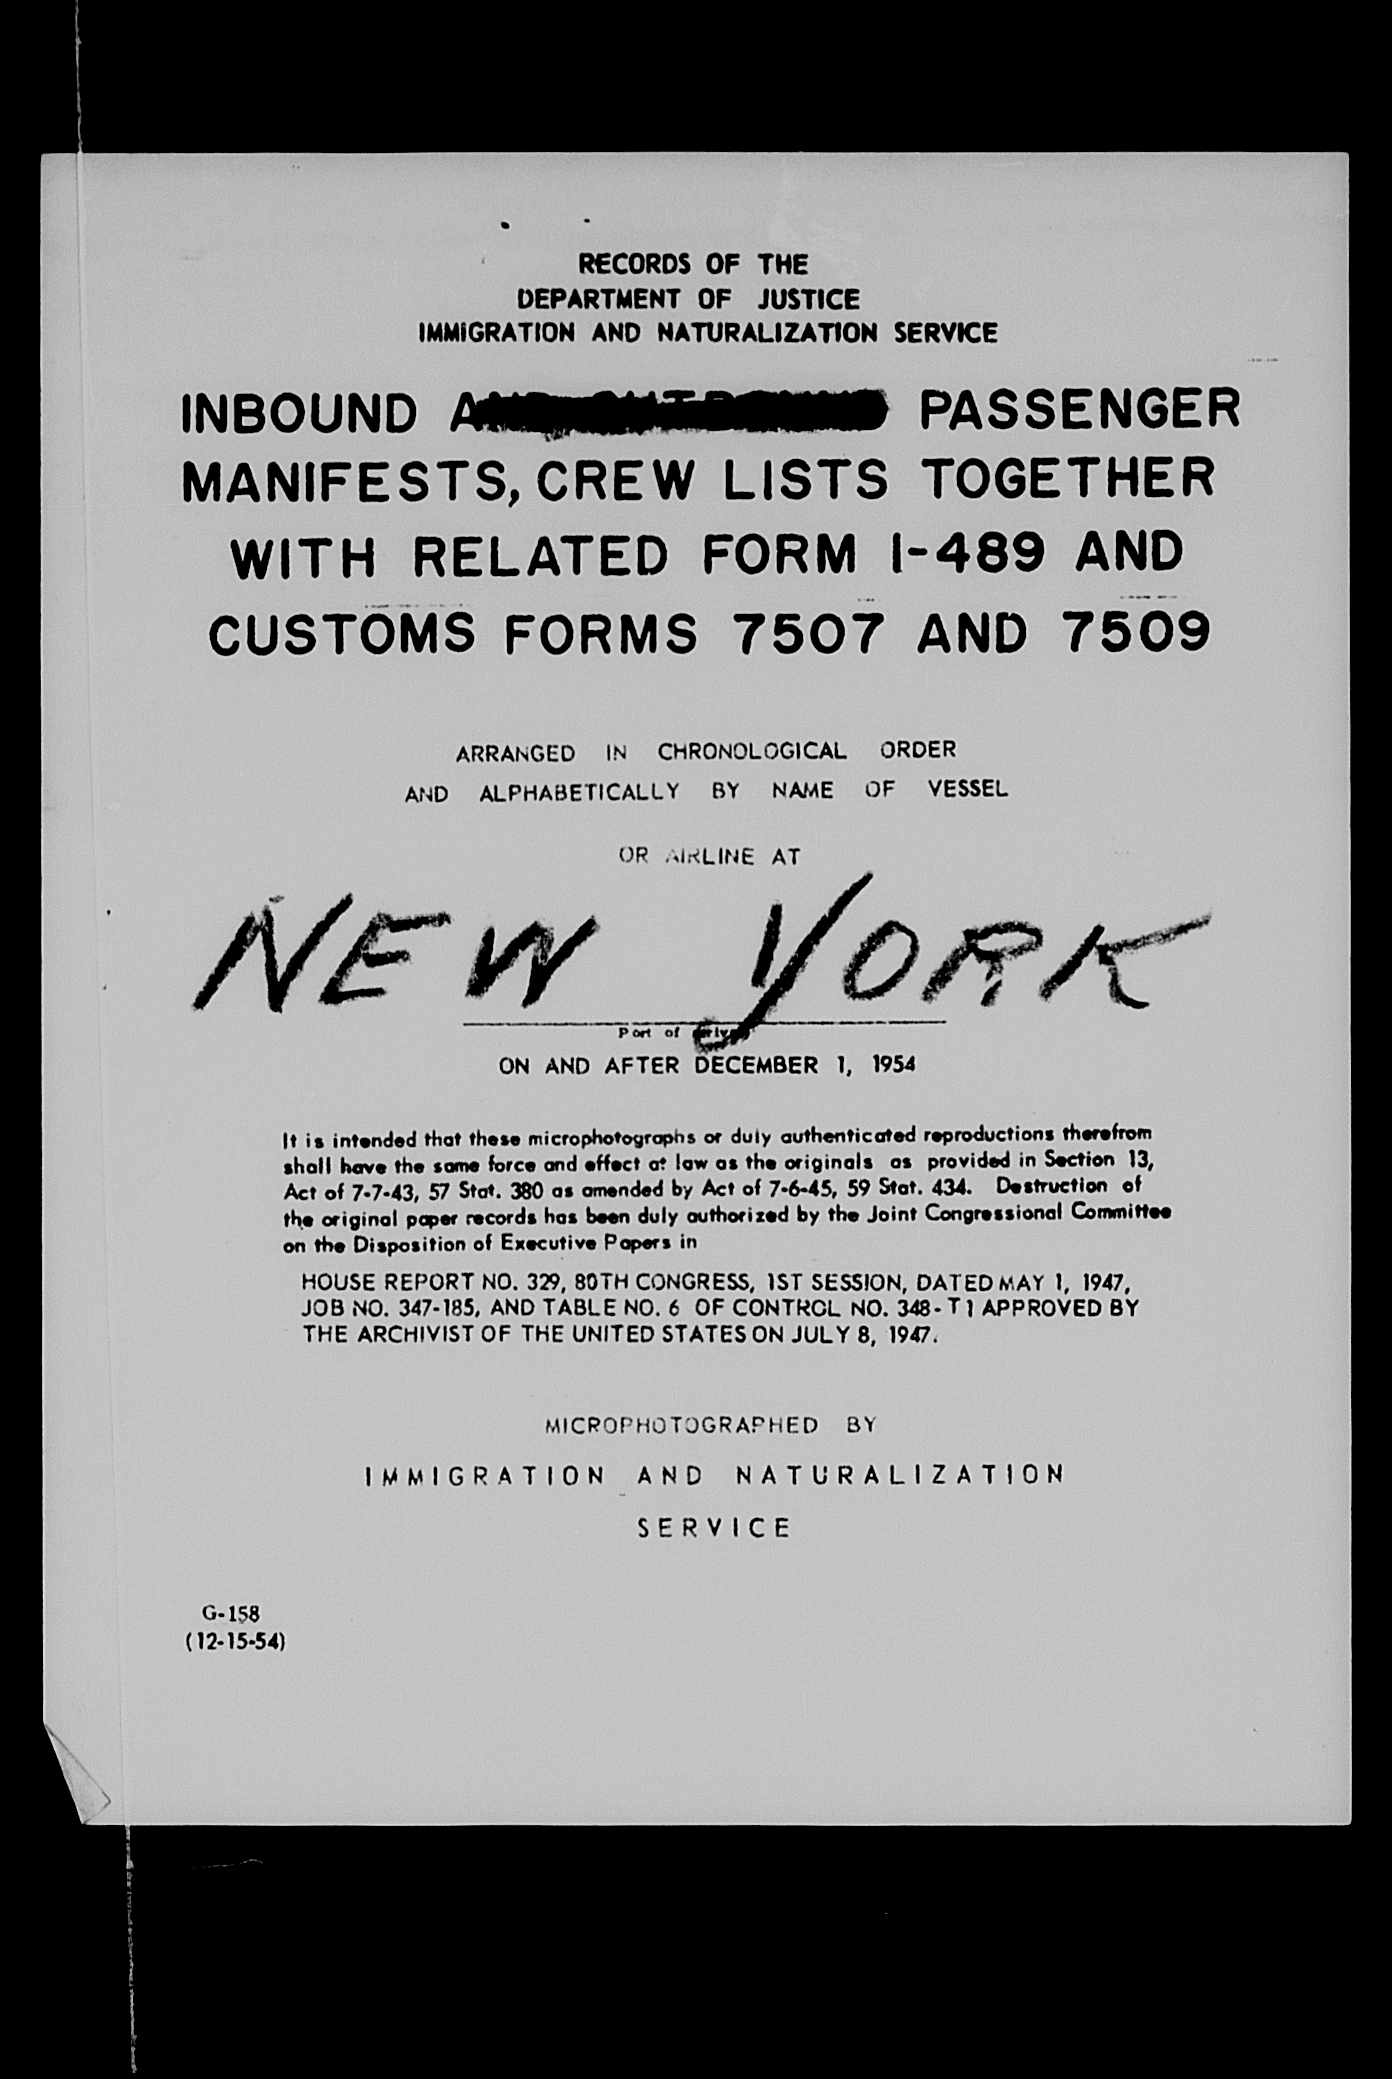 RECORDS OF THE
DEPARTMENT OF JUSTICE
IMMIGRATION AND NATURALIZATION SERVICE
INBOUND PASSENGER
MANIFESTS, CREW LISTS TOGETHER
WITH RELATED FORM I-489 AND
CUSTOMS FORMS 7507 AND 7509
ARRANGED IN CHRONOLOGICAL ORDER
AND ALPHABETICALLY BY NAME OF VESSEL
OR AIRLINE AT
NEW YORK
Port of
ON AND AFTER DECEMBER 1, 1954
It is intended that these microphotographs or duly authenticated reproductions therefrom
shall have the same force and effect at law as the originals as provided in Section 13,
Act of 7-7-43, 57 Stat. 380 as amended by Act of 7-6-45, 59 Stat. 434. Destruction of
the original paper records has been duly authorized by the Joint Congressional Committee
on the Disposition of Executive Papers in
HOUSE REPORT NO. 329, 80TH CONGRESS, 1ST SESSION, DATED MAY 1, 1947,
JOB NO. 347-185, AND TABLE NO. 6 OF CONTROL NO. 348-T1 APPROVED BY
THE ARCHIVIST OF THE UNITED STATES ON JULY 8, 1947.
MICROPHOTOGRAPHED BY
IMMIGRATION AND NATURALIZATION
SERVICE
G-158
(12-15-54)